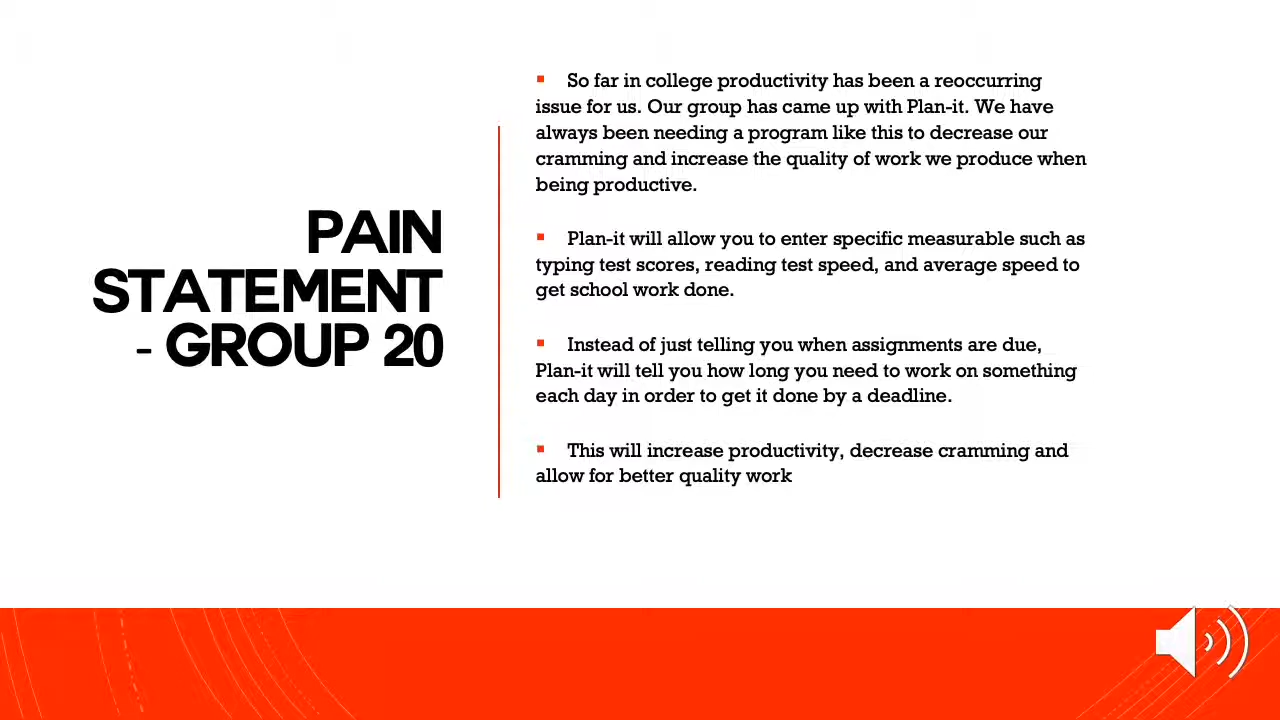 PAIN
STATEMENT
- GROUP 20
▪ So far in college productivity has been a reoccurring
issue for us. Our group has came up with Plan-it. We have
always been needing a program like this to decrease our
cramming and increase the quality of work we produce when
being productive.
▪ Plan-it will allow you to enter specific measurable such as
typing test scores, reading test speed, and average speed to
get school work done.
▪ Instead of just telling you when assignments are due,
Plan-it will tell you how long you need to work on something
each day in order to get it done by a deadline.
▪ This will increase productivity, decrease cramming and
allow for better quality work